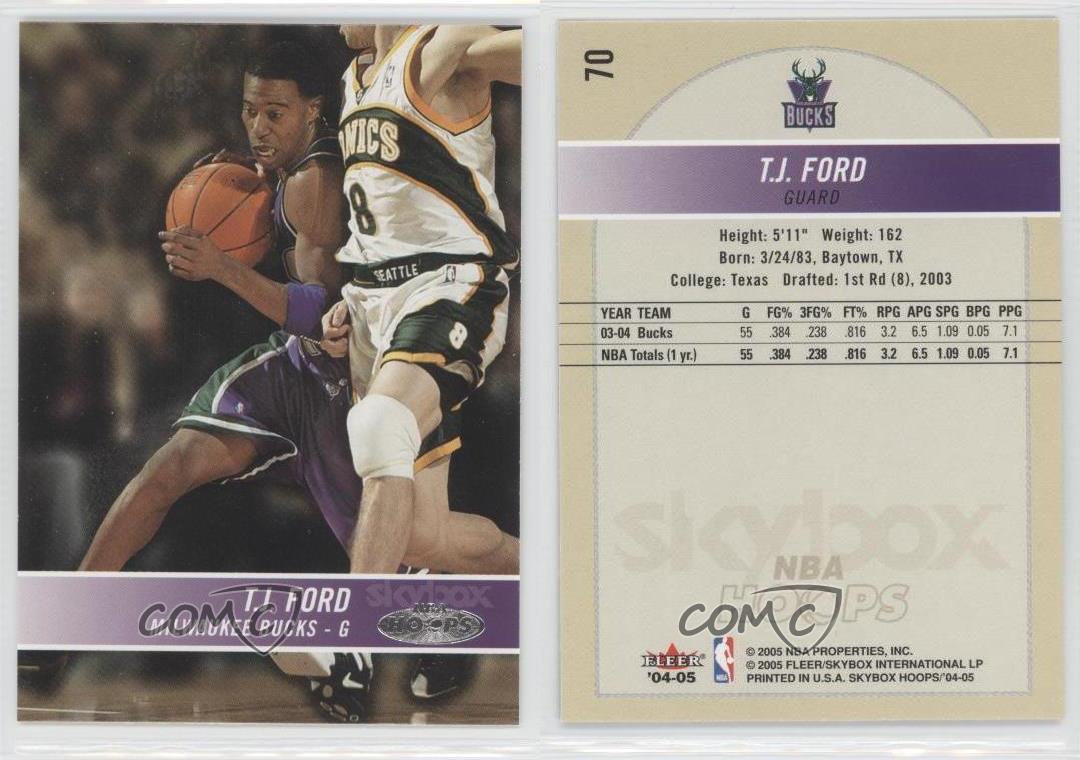 NICS
8
SEATTLE
8
T.J. FORD
MILWAUKEE BUCKS - G
skybox
NBA
HOOPS
COMC
70
BUCKS
T.J. FORD
GUARD
Height: 5'11" Weight: 162
Born: 3/24/83, Baytown, TX
College: Texas Drafted: 1st Rd (8), 2003
YEAR TEAM G FG% 3FG% FT% RPG APG SPG BPG PPG
03-04 Bucks 55 .384 .238 .816 3.2 6.5 1.09 0.05 7.1
NBA Totals (1 yr.) 55 .384 .238 .816 3.2 6.5 1.09 0.05 7.1
skybox
NBA
HOOPS
COMC
FLEER
'04-05
NBA
© 2005 NBA PROPERTIES, INC.
© 2005 FLEER/SKYBOX INTERNATIONAL LP
PRINTED IN U.S.A. SKYBOX HOOPS/'04-05